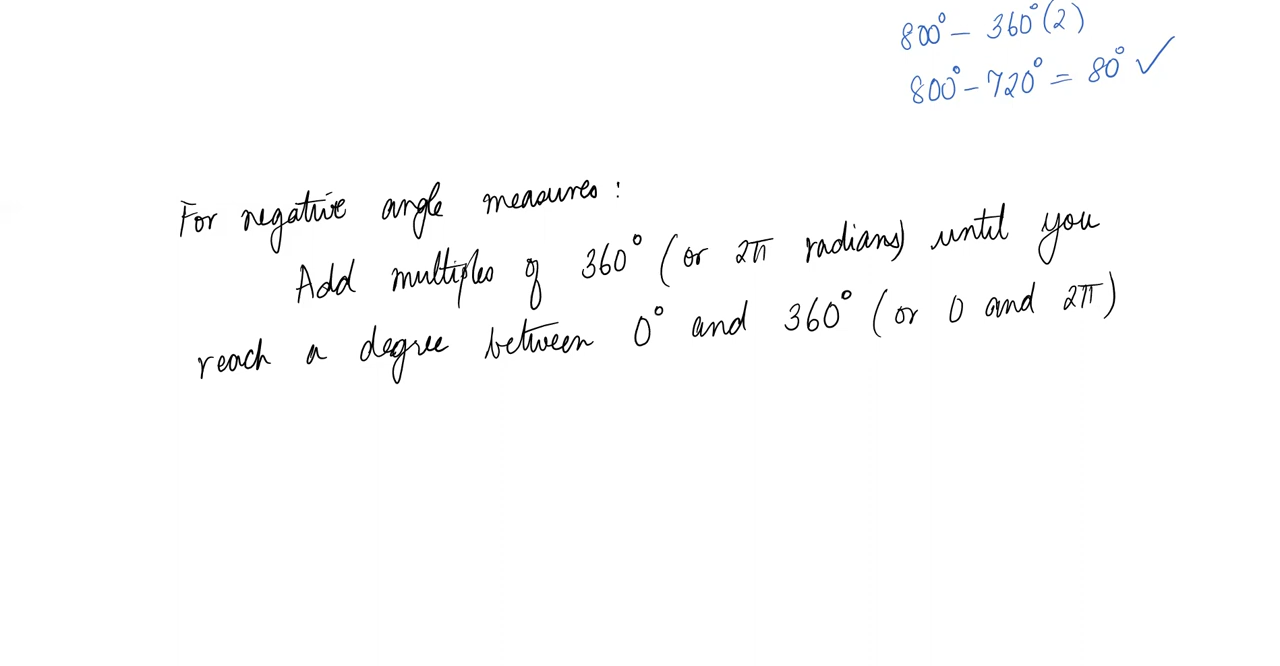 800° – 360°(2)
800° – 720° = 80° ✓
For negative angle measures:
Add multiples of 360° (or 2π radians) until you
reach a degree between 0° and 360° (or 0 and 2π)